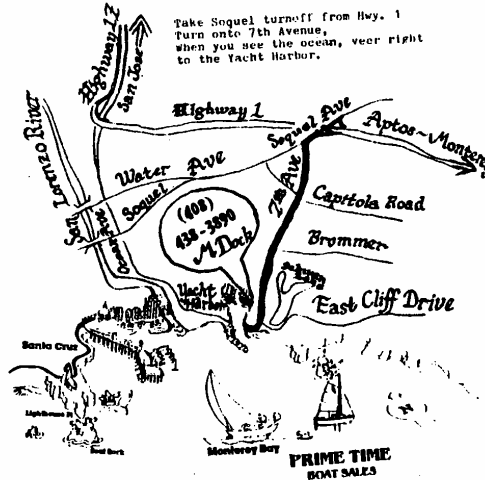 Take Soquel turnoff from Hwy. 1
Turn onto 7th Avenue,
When you see the ocean, veer right
to the Yacht Harbor.
Highway 17
San Jose
Highway 1
Soquel Ave
Aptos-Monterey
San Lorenzo River
Water Ave
Soquel Ave
Ocean Ave
7th Ave
Capitola Road
(408)
438-3890
M Dock
Brommer
Yacht
Harbor
East Cliff Drive
Santa Cruz
Seal Rock
Monterey Bay
PRIME TIME
BOAT SALES